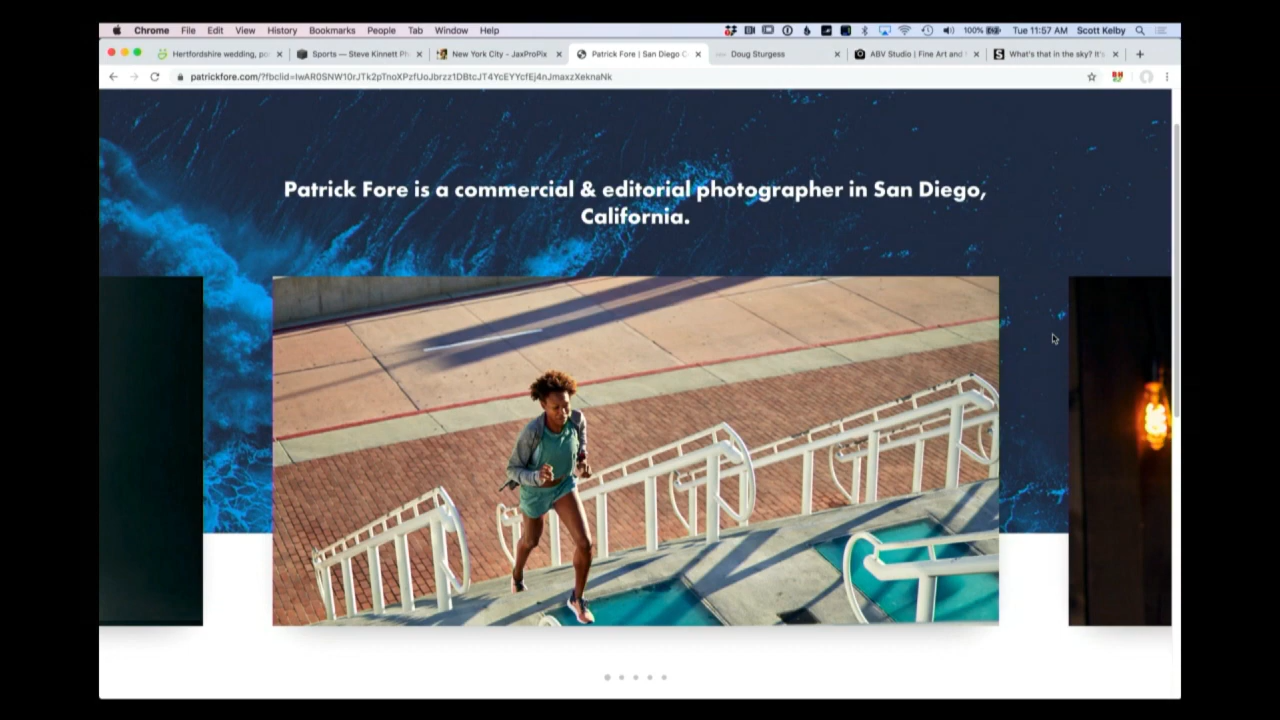 Chrome File Edit View History Bookmarks People Tab Window Help 100% Tue 11:57 AM Scott Kelby
Hertfordshire wedding, po
Sports — Steve Kinnett Ph
New York City - JaxProPix
Patrick Fore | San Diego C
Doug Sturgess
ABV Studio | Fine Art and
What's that in the sky? It's
patrickfore.com/?fbclid=
Patrick Fore is a commercial & editorial photographer in San Diego,
California.